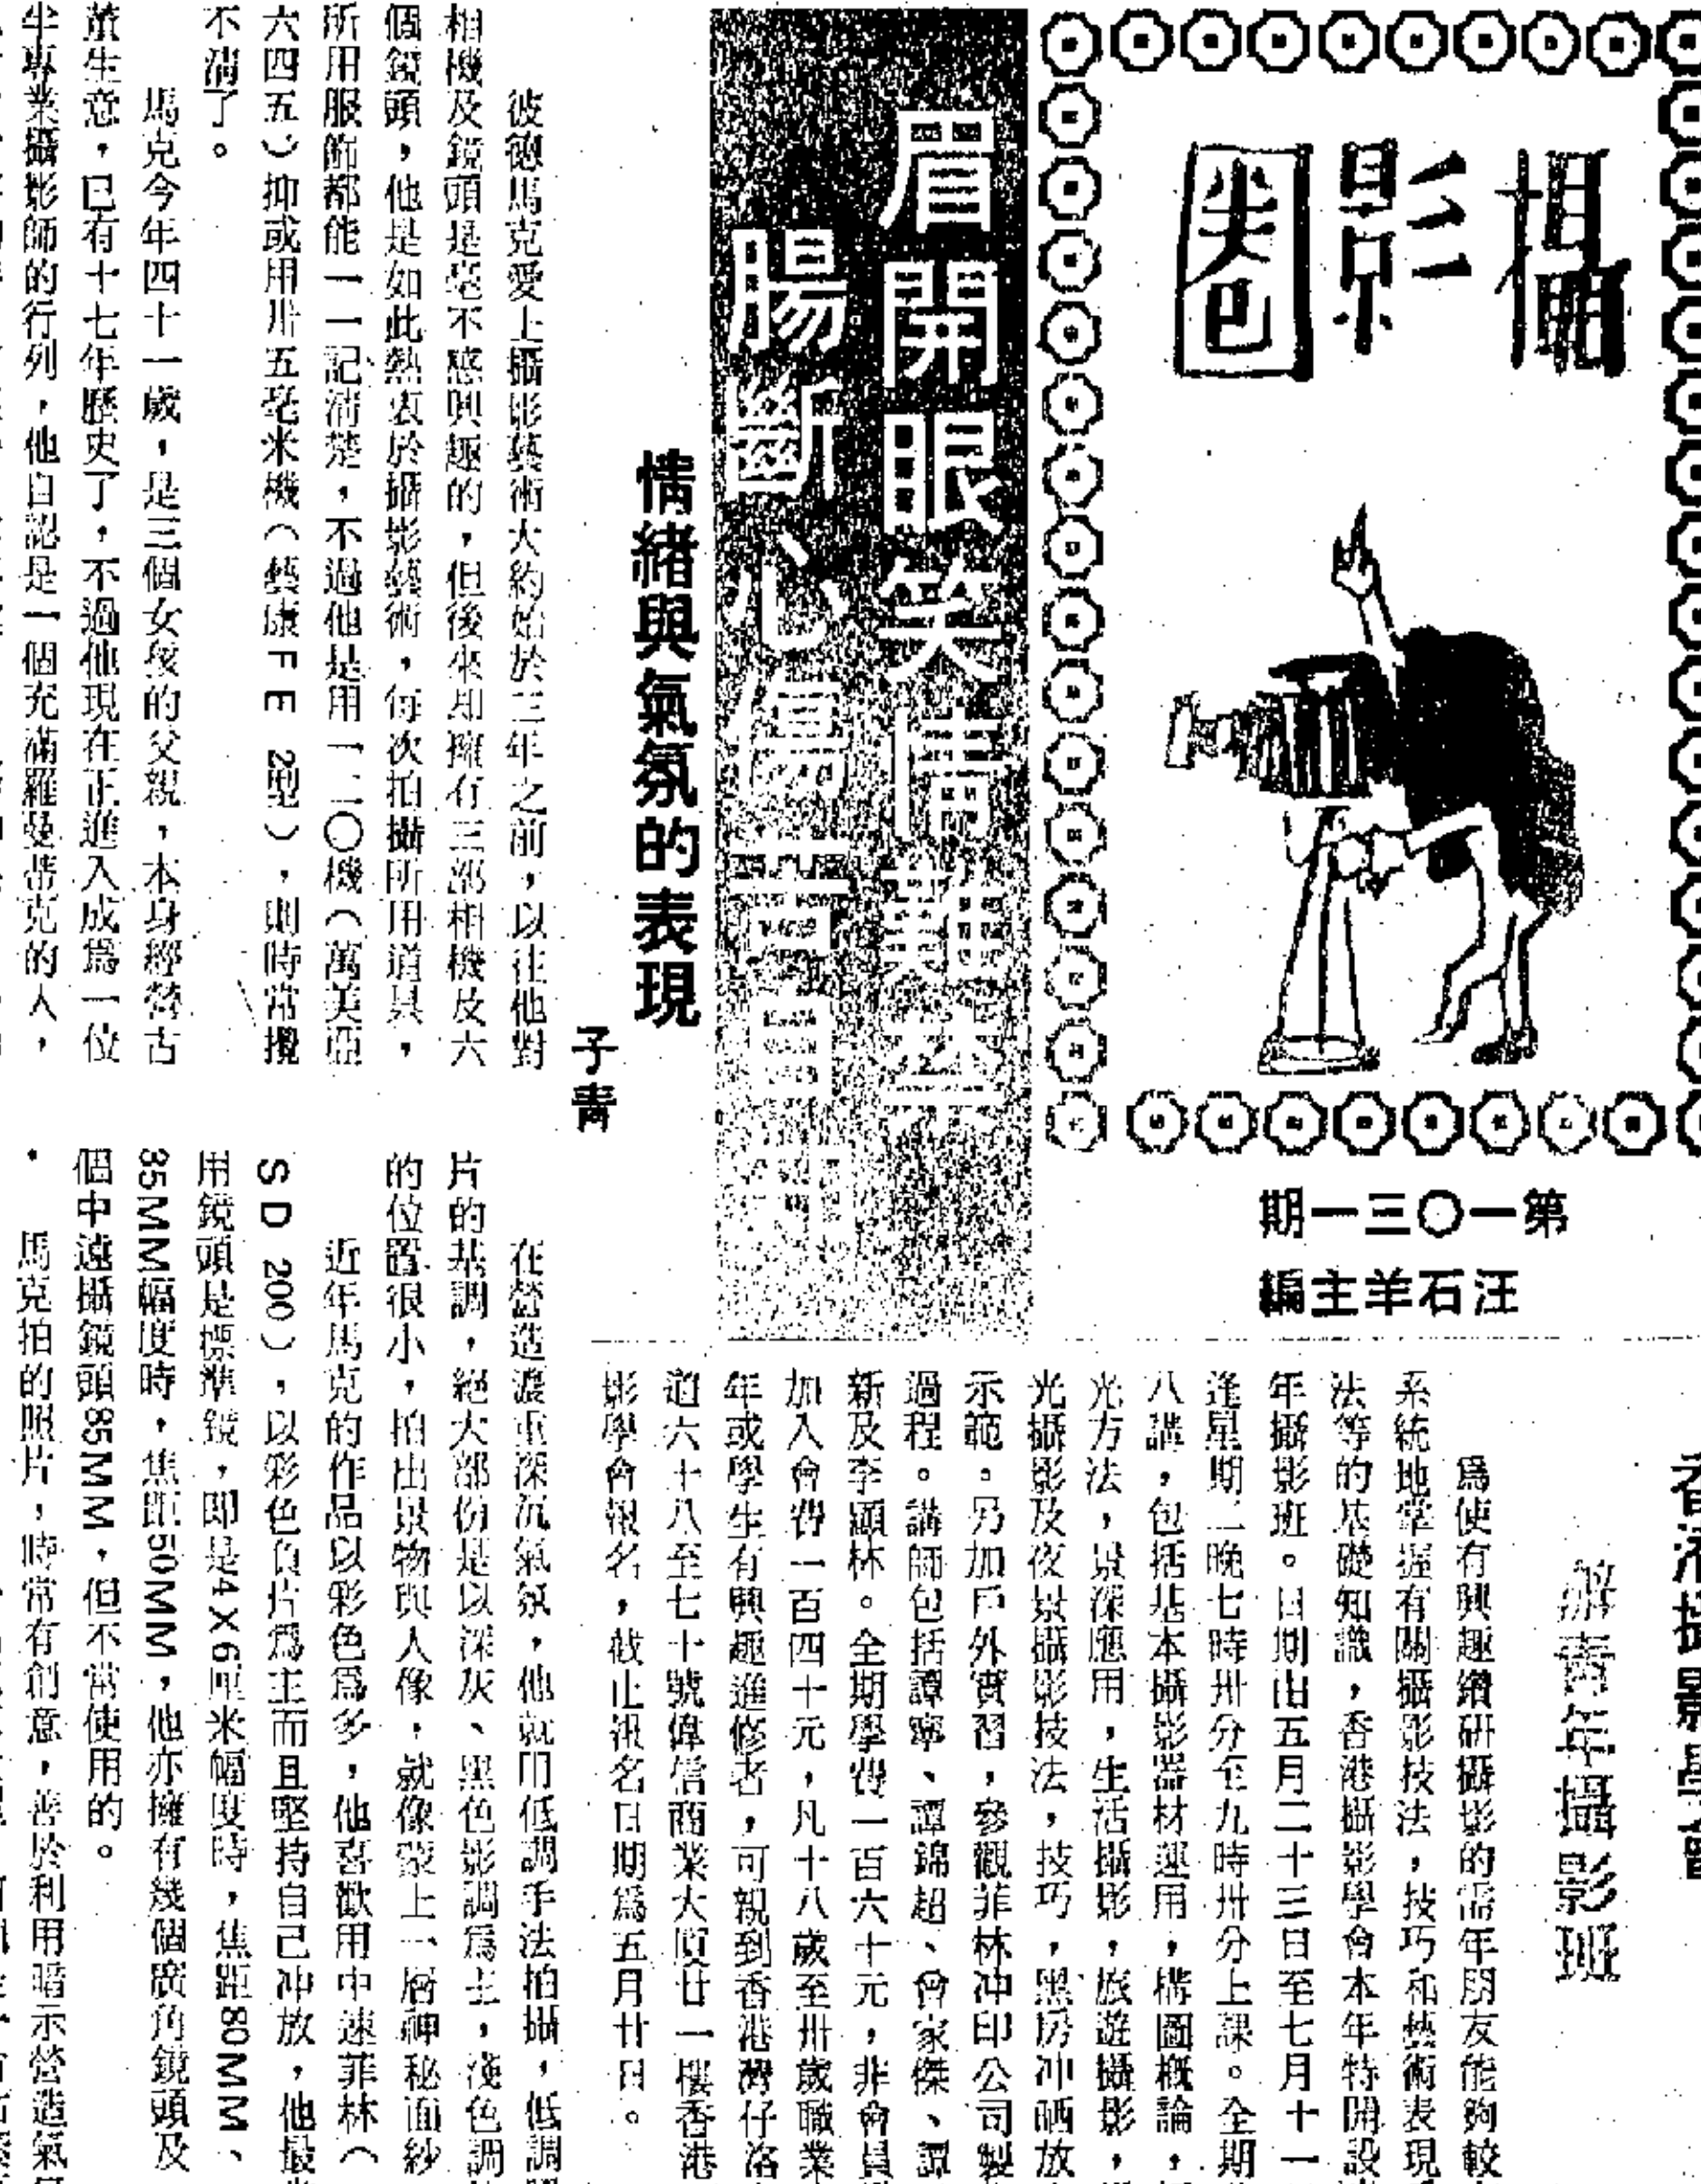 攝影圈
第一〇三一期
汪石羊主編
眉開眼笑情難
腸斷心傷
情緒與氣氛的表現
子青
彼德馬克愛上攝影藝術大約始於三年之前，以往他對
相機及鏡頭是毫不感興趣的，但後來却擁有三部相機及六
個鏡頭，他是如此熱衷於攝影藝術，每次拍攝所用道具，
所用服飾都能一一記清楚，不過他是用一二〇機（萬美亞
六四五）抑或用卅五毫米機（藝康FE 2型），則時常攪
不清了。
馬克今年四十一歲，是三個女孩的父親，本身經營古
董生意，已有十七年歷史了，不過他現在正進入成爲一位
半專業攝影師的行列，他自認是一個充滿羅曼蒂克的人，
在營造濃重深沉氣氛，他就用低調手法拍攝，低調
片的基調，絕大部份是以深灰、黑色影調爲主，淺色調
的位置很小，拍出景物與人像，就像蒙上一層神秘面紗
近年馬克的作品以彩色爲多，他喜歡用中速菲林（
SD 200），以彩色負片爲主而且堅持自己冲放，他最
用鏡頭是標準鏡，即是4X6厘米幅度時，焦距80MM、
35MM幅度時，焦距50MM，他亦擁有幾個廣角鏡頭及
個中遠攝鏡頭85MM，但不常使用的。
馬克拍的照片，時常有創意，善於利用暗示營造氣
香港攝影學會
辦青年攝影班
爲使有興趣鑽研攝影的青年朋友能夠較
系統地掌握有關攝影技法，技巧和藝術表現
法等的基礎知識，香港攝影學會本年特開設
年攝影班。日期由五月二十三日至七月十一
逢星期二晚七時卅分至九時卅分上課。全期
八講，包括基本攝影器材運用，構圖概論，
光方法，景深應用，生活攝影，旅遊攝影，
光攝影及夜景攝影技法，技巧，黑房冲晒放
示範。另加戶外實習，參觀菲林冲印公司製
過程。講師包括譚寧、譚錦超、曾家傑、譚
新及李顯林。全期學費一百六十元，非會員
加入會費一百四十元，凡十八歲至卅歲職業
年或學生有興趣進修者，可親到香港灣仔洛
道六十八至七十號偉信商業大廈廿一樓香港
影學會報名，截止報名日期爲五月廿日。